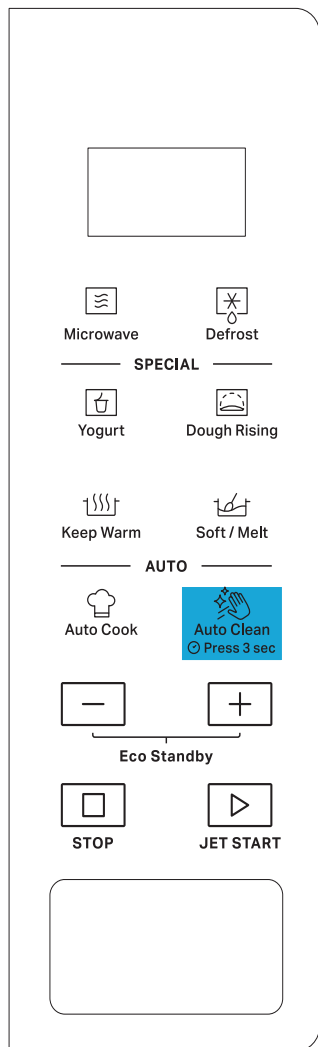 Microwave
Defrost
SPECIAL
Yogurt
Dough Rising
Keep Warm
Soft / Melt
AUTO
Auto Cook
Auto Clean
Press 3 sec
Eco Standby
STOP
JET START